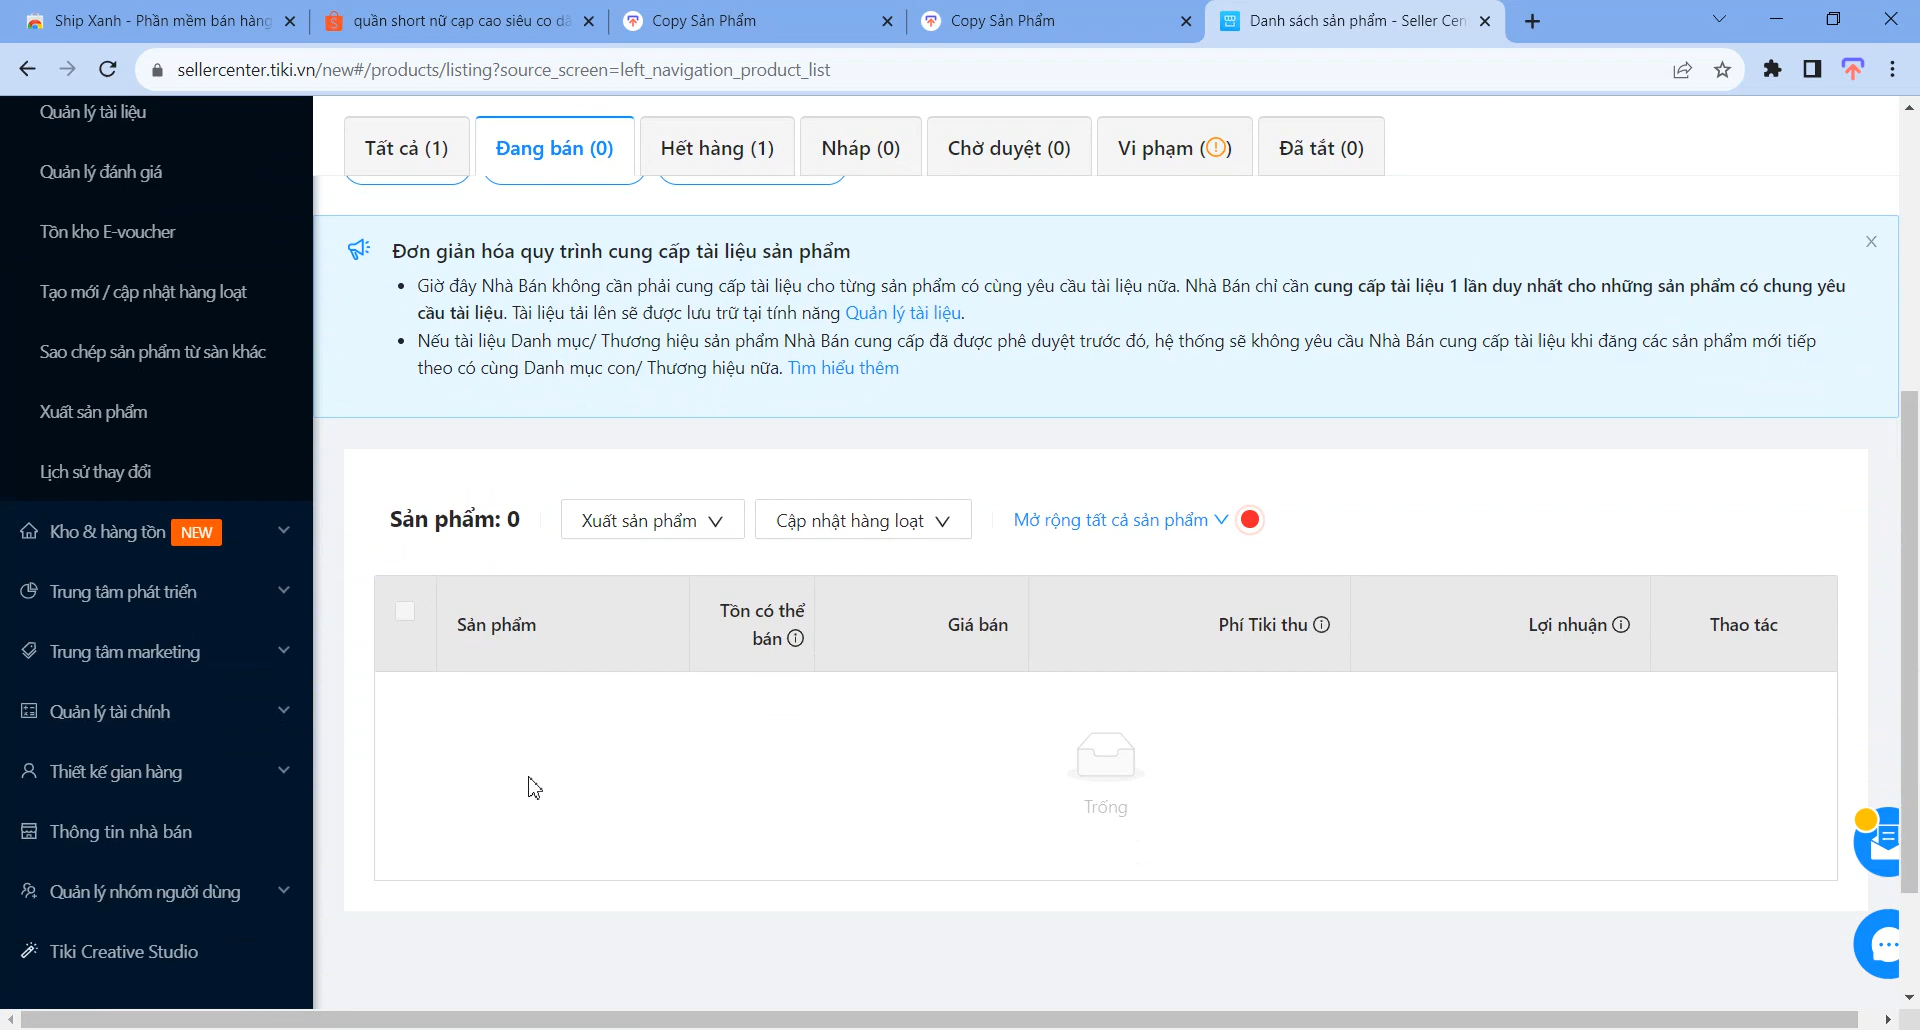 Ship Xanh - Phần mềm bán hàng
quần short nữ cạp cao siêu co dã
Copy Sản Phẩm
Copy Sản Phẩm
Danh sách sản phẩm - Seller Cen
sellercenter.tiki.vn/new#/products/listing?source_screen=left_navigation_product_list
Quản lý tài liệu
Quản lý đánh giá
Tồn kho E-voucher
Tạo mới / cập nhật hàng loạt
Sao chép sản phẩm từ sàn khác
Xuất sản phẩm
Lịch sử thay đổi
Kho & hàng tồn NEW
Trung tâm phát triển
Trung tâm marketing
Quản lý tài chính
Thiết kế gian hàng
Thông tin nhà bán
Quản lý nhóm người dùng
Tiki Creative Studio
Tất cả (1)
Đang bán (0)
Hết hàng (1)
Nháp (0)
Chờ duyệt (0)
Vi phạm (!)
Đã tắt (0)
Đơn giản hóa quy trình cung cấp tài liệu sản phẩm
• Giờ đây Nhà Bán không cần phải cung cấp tài liệu cho từng sản phẩm có cùng yêu cầu tài liệu nữa. Nhà Bán chỉ cần cung cấp tài liệu 1 lần duy nhất cho những sản phẩm có chung yêu
cầu tài liệu. Tài liệu tải lên sẽ được lưu trữ tại tính năng Quản lý tài liệu.
• Nếu tài liệu Danh mục/ Thương hiệu sản phẩm Nhà Bán cung cấp đã được phê duyệt trước đó, hệ thống sẽ không yêu cầu Nhà Bán cung cấp tài liệu khi đăng các sản phẩm mới tiếp
theo có cùng Danh mục con/ Thương hiệu nữa. Tìm hiểu thêm
Sản phẩm: 0
Xuất sản phẩm
Cập nhật hàng loạt
Mở rộng tất cả sản phẩm
Sản phẩm
Tồn có thể
bán
Giá bán
Phí Tiki thu
Lợi nhuận
Thao tác
Trống